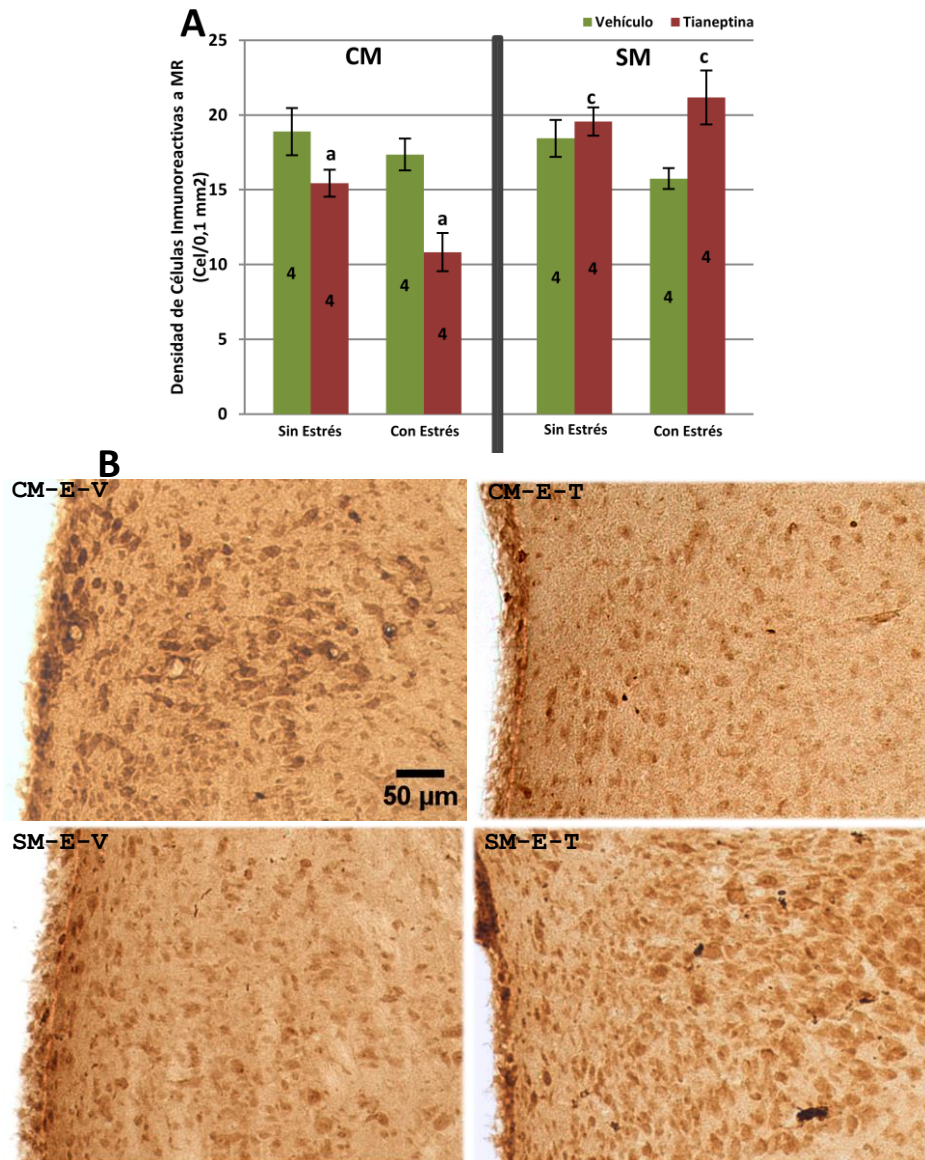 A
Vehículo Tianeptina
CM
SM
Densidad de Células Inmunoreactivas a MR
(Cel/0,1 mm2)
25
20
15
10
5
0
a
a
c
c
4
4
4
4
4
4
4
4
Sin Estrés
Con Estrés
Sin Estrés
Con Estrés
B
CM-E-V
CM-E-T
50 μm
SM-E-V
SM-E-T